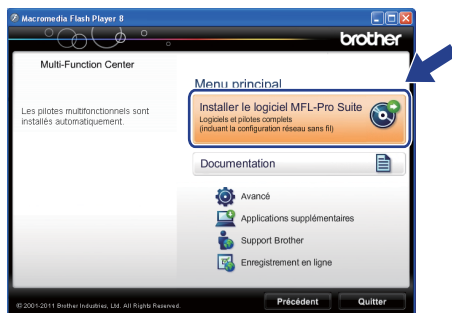 Macromedia Flash Player 8
brother
Multi-Function Center
Les pilotes multifonctionnels sont
installés automatiquement.
Menu principal
Installer le logiciel MFL-Pro Suite
Logiciels et pilotes complets
(incluant la configuration réseau sans fil)
Documentation
Avancé
Applications supplémentaires
Support Brother
Enregistrement en ligne
© 2001-2011 Brother Industries, Ltd. All Rights Reserved.
Précédent
Quitter